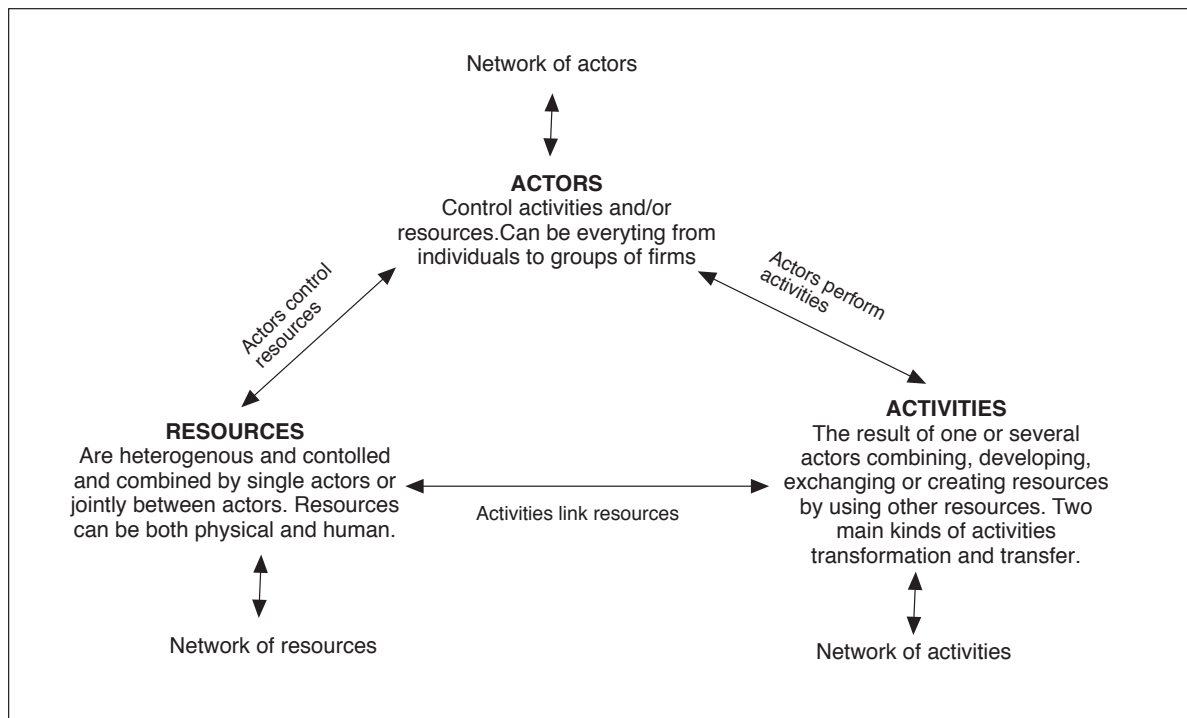 Network of actors
ACTORS
Control activities and/or
resources.Can be everyting from
individuals to groups of firms
Actors control
resources
Actors perform
activities
RESOURCES
Are heterogenous and contolled
and combined by single actors or
jointly between actors. Resources
can be both physical and human.
Activities link resources
ACTIVITIES
The result of one or several
actors combining, developing,
exchanging or creating resources
by using other resources. Two
main kinds of activities
transformation and transfer.
Network of resources
Network of activities